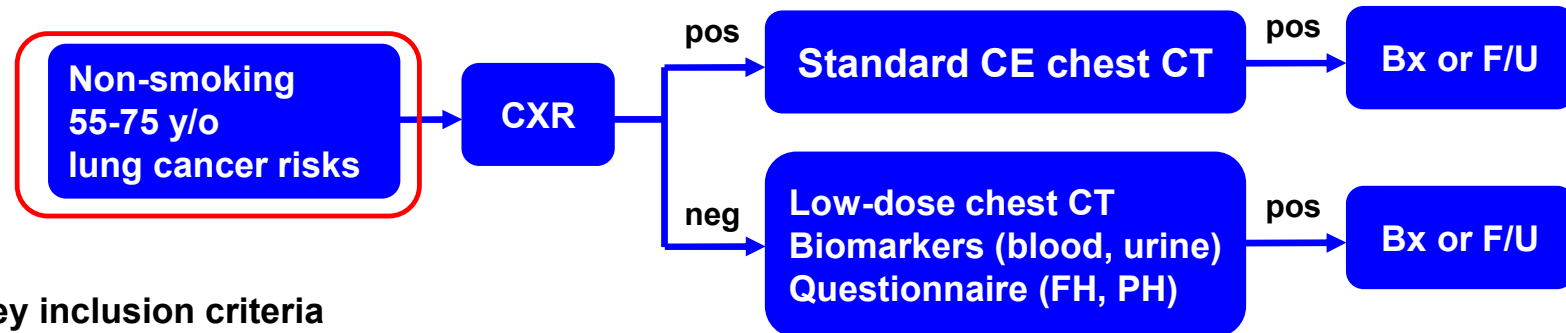 Non-smoking
55-75 y/o
lung cancer risks
CXR
pos
Standard CE chest CT
pos
Bx or F/U
neg
Low-dose chest CT
Biomarkers (blood, urine)
Questionnaire (FH, PH)
pos
Bx or F/U
ey inclusion criteria